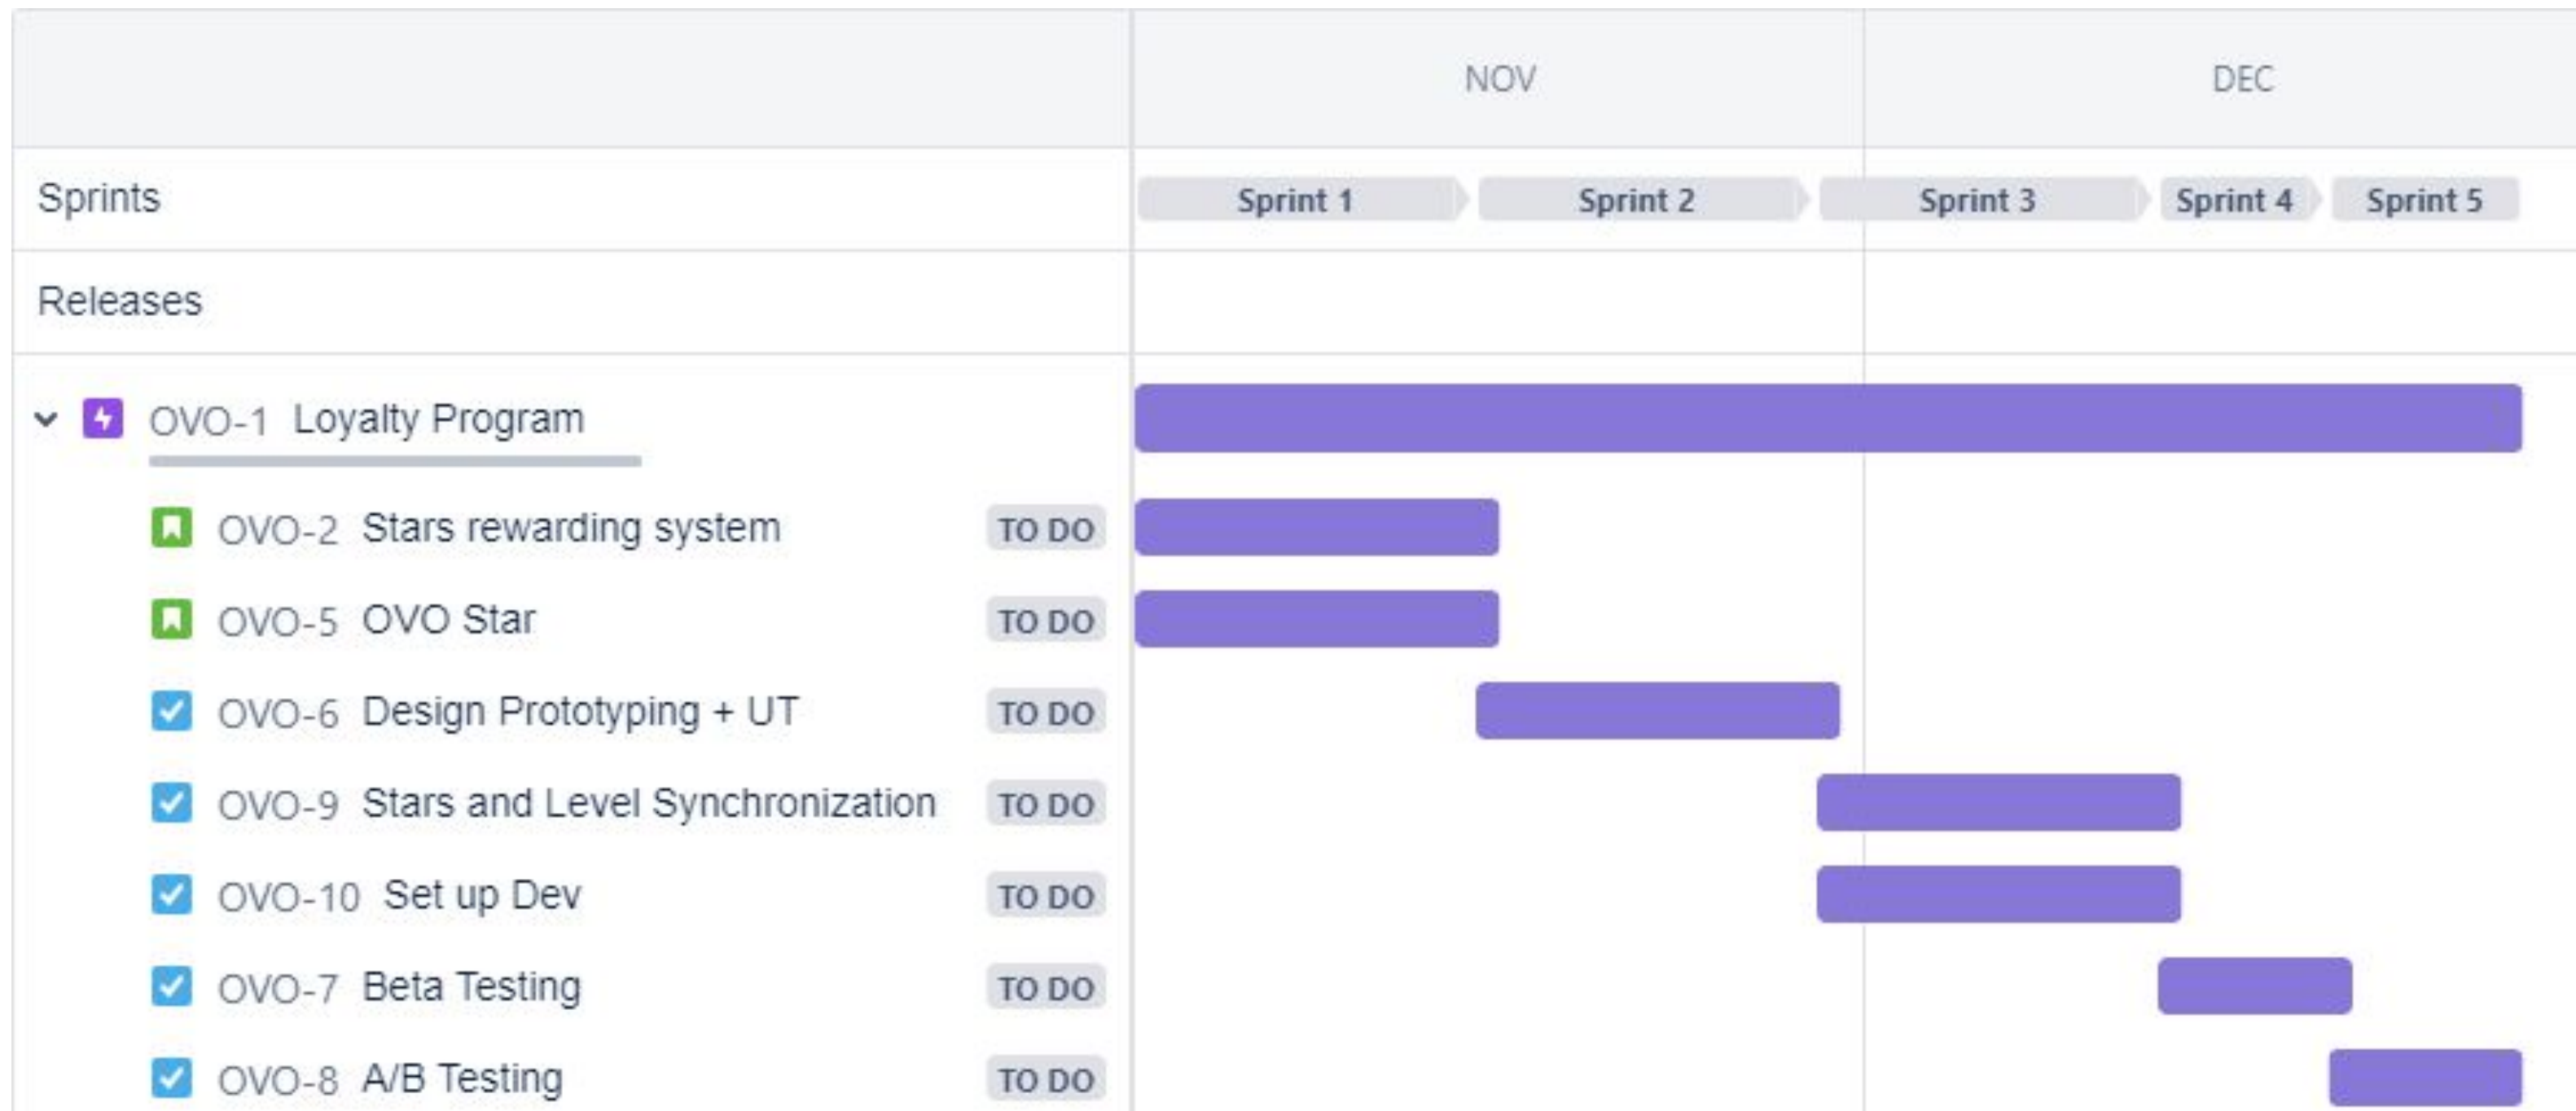 NOV DEC
Sprints Sprint 1 Sprint 2 Sprint 3 Sprint 4 Sprint 5
Releases
OVO-1 Loyalty Program
OVO-2 Stars rewarding system TO DO
OVO-5 OVO Star TO DO
OVO-6 Design Prototyping + UT TO DO
OVO-9 Stars and Level Synchronization TO DO
OVO-10 Set up Dev TO DO
OVO-7 Beta Testing TO DO
OVO-8 A/B Testing TO DO